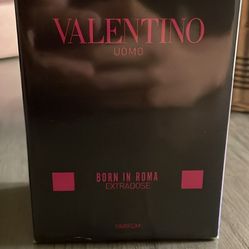 VALENTINO
UOMO
BORN IN ROMA
EXTRADOSE
PARFUM